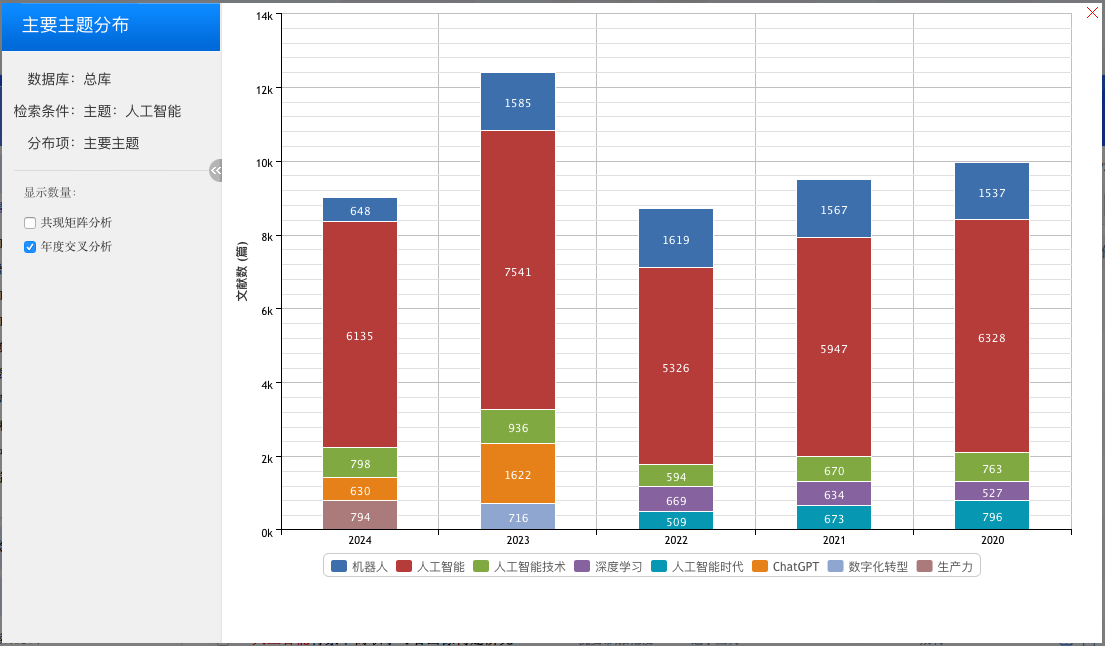 主要主题分布
数据库：总库
检索条件：主题：人工智能
分布项：主要主题
显示数量：
共现矩阵分析
年度交叉分析
文献数 (篇)
14k
12k
10k
8k
6k
4k
2k
0k
648
6135
798
630
794
1585
7541
936
1622
716
1619
5326
594
669
509
1567
5947
670
634
673
1537
6328
763
527
796
2024 2023 2022 2021 2020
机器人 人工智能 人工智能技术 深度学习 人工智能时代 ChatGPT 数字化转型 生产力